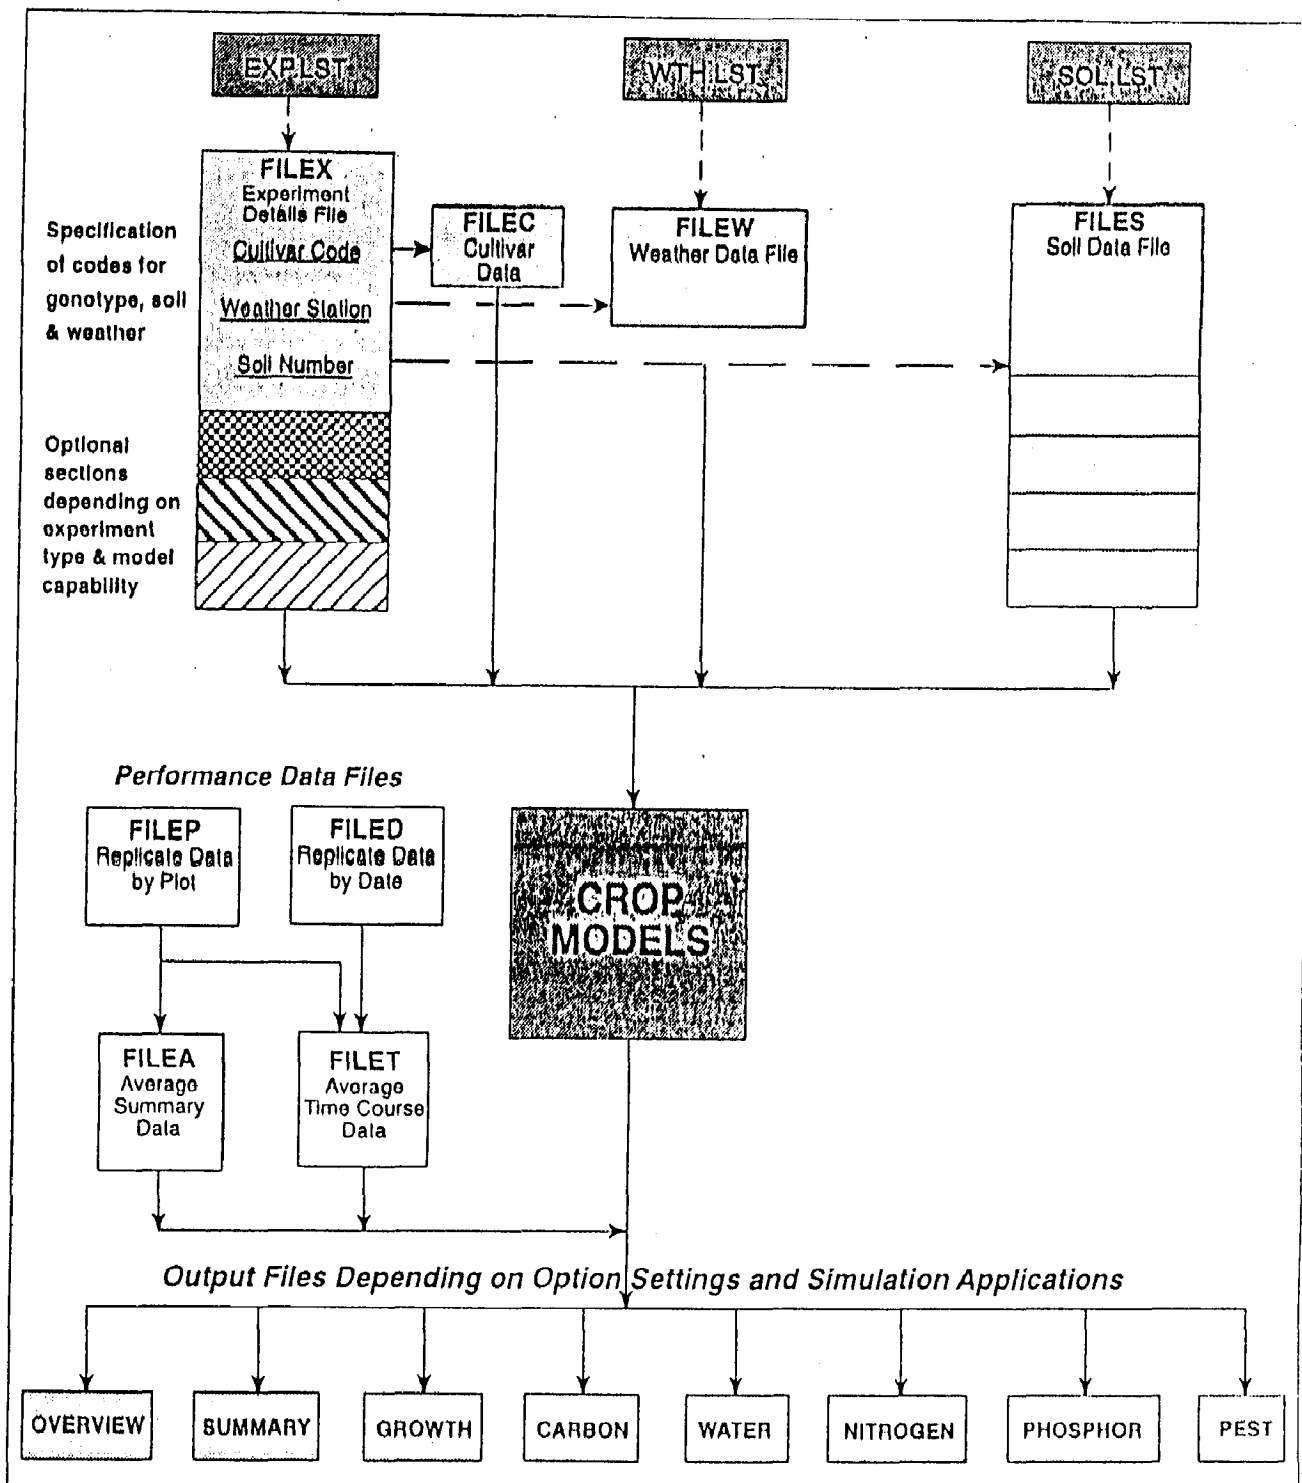 EXP.LST
WTH.LST
SOL.LST
FILEX
Experiment
Details File
Cultivar Code
Weather Station
Soil Number
FILEC
Cultivar
Data
FILEW
Weather Data File
FILES
Soil Data File
Specification
of codes for
genotype, soil
& weather
Optional
sections
depending on
experiment
type & model
capability
Performance Data Files
FILEP
Replicate Data
by Plot
FILED
Replicate Data
by Date
CROP
MODELS
FILEA
Average
Summary
Data
FILET
Average
Time Course
Data
Output Files Depending on Option Settings and Simulation Applications
OVERVIEW
SUMMARY
GROWTH
CARBON
WATER
NITROGEN
PHOSPHOR
PEST